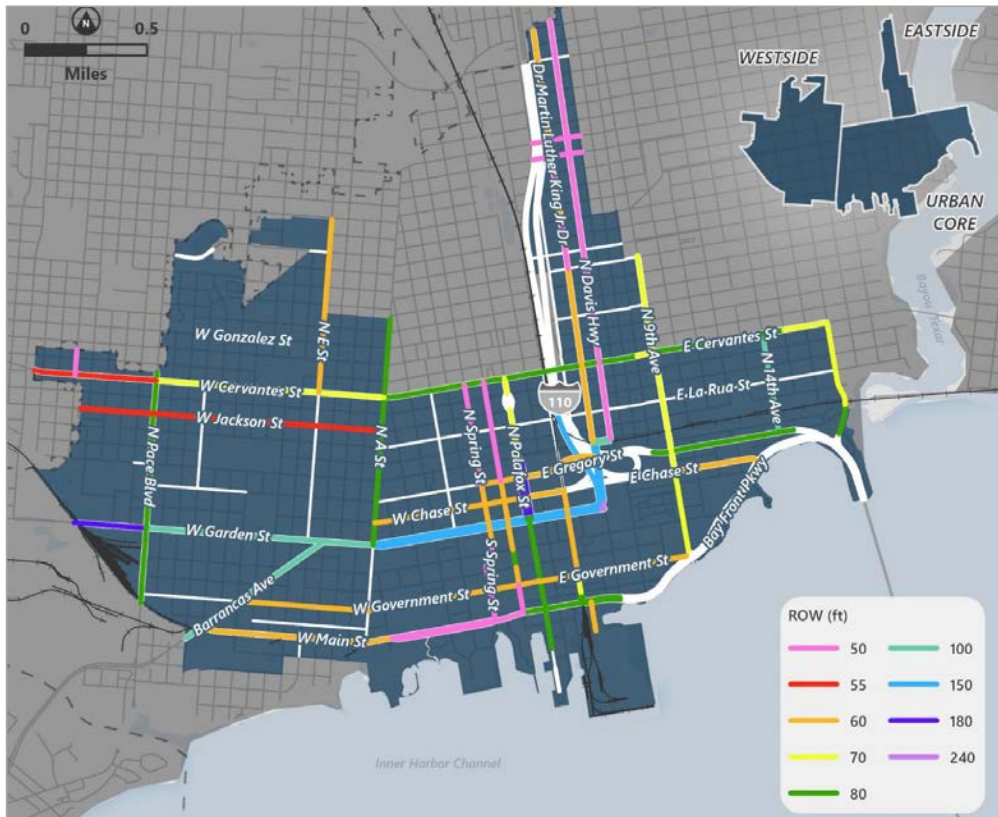 N
0 0.5
Miles
EASTSIDE
WESTSIDE
URBAN
CORE
Dr Martin Luther King Jr Dr
N Davis Hwy
N E St
W Gonzalez St
N 9th Ave
E Cervantes St
N 14th Ave
W Cervantes St
E La Rua St
110
W Jackson St
N Pace Blvd
N A St
N Spring St
N Palafox St
E Gregory St
E Chase St
W Chase St
W Garden St
Bay Front Pkwy
Barrancas Ave
S Spring St
E Government St
W Government St
W Main St
Bayou Texar
Inner Harbor Channel
ROW (ft)
50 100
55 150
60 180
70 240
80